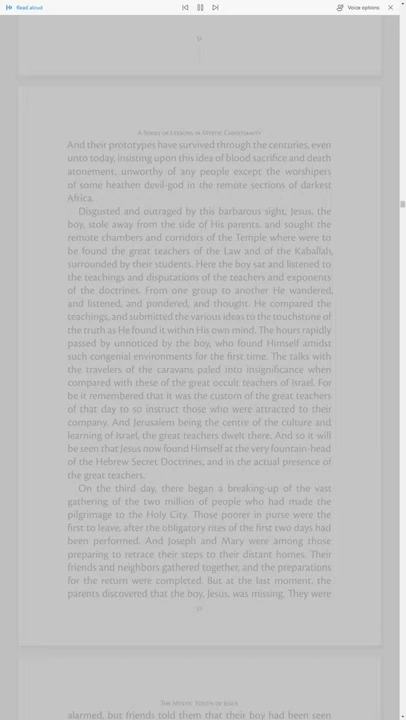 Read aloud
Voice options
A Series of Lessons in Mystic Christianity
And their prototypes have survived through the centuries, even
unto today, insisting upon this idea of blood sacrifice and death
atonement, unworthy of any people except the worshipers
of some heathen devil-god in the remote sections of darkest
Africa.
Disgusted and outraged by this barbarous sight, Jesus, the
boy, stole away from the side of His parents, and sought the
remote chambers and corridors of the Temple where were to
be found the great teachers of the Law and of the Kaballah,
surrounded by their students. Here the boy sat and listened to
the teachings and disputations of the teachers and exponents
of the doctrines. From one group to another He wandered,
and listened, and pondered, and thought. He compared the
teachings, and submitted the various ideas to the touchstone of
the truth as He found it within His own mind. The hours rapidly
passed by unnoticed by the boy, who found Himself amidst
such congenial environments for the first time. The talks with
the travelers of the caravans paled into insignificance when
compared with these of the great occult teachers of Israel. For
be it remembered that it was the custom of the great teachers
of that day to so instruct those who were attracted to their
company. And Jerusalem being the centre of the culture and
learning of Israel, the great teachers dwelt there. And so it will
be seen that Jesus now found Himself at the very fountain-head
of the Hebrew Secret Doctrines, and in the actual presence of
the great teachers.
On the third day, there began a breaking-up of the vast
gathering of the two million of people who had made the
pilgrimage to the Holy City. Those poorer in purse were the
first to leave, after the obligatory rites of the first two days had
been performed. And Joseph and Mary were among those
preparing to retrace their steps to their distant homes. Their
friends and neighbors gathered together, and the preparations
for the return were completed. But at the last moment, the
parents discovered that the boy, Jesus, was missing. They were
The Mystic Youth of Jesus
alarmed, but friends told them that their boy had been seen